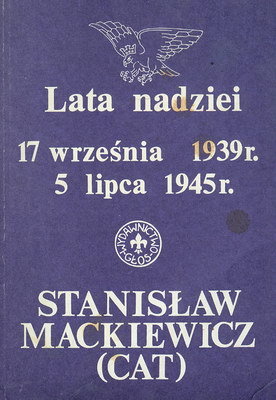 Lata nadziei
17 września 1939r.
5 lipca 1945r.
WYDAWNICTWO
GŁOS
STANISŁAW
MACKIEWICZ
(CAT)